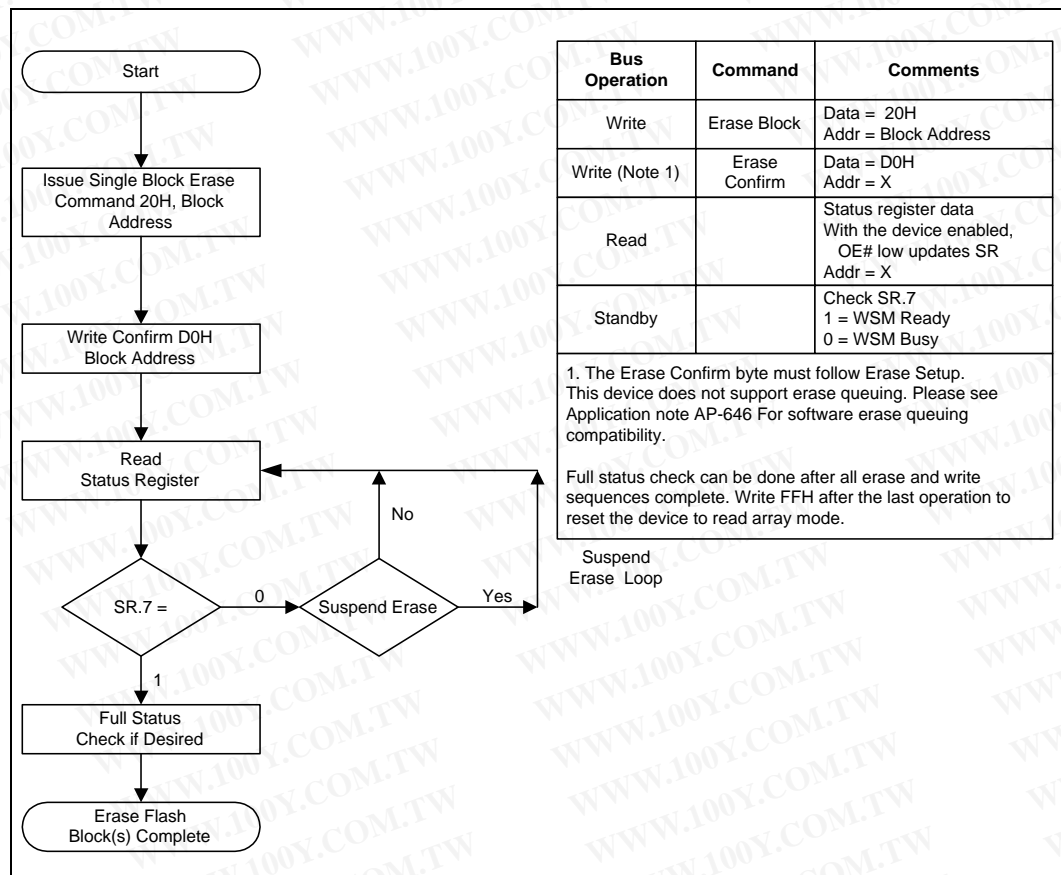 Start
Issue Single Block Erase
Command 20H, Block
Address
Write Confirm D0H
Block Address
Read
Status Register
No
SR.7 =
0
Suspend Erase
Yes
1
Full Status
Check if Desired
Erase Flash
Block(s) Complete
Suspend
Erase Loop
Bus
Operation
Command
Comments
Write
Erase Block
Data = 20H
Addr = Block Address
Write (Note 1)
Erase
Confirm
Data = D0H
Addr = X
Read
Status register data
With the device enabled,
OE# low updates SR
Addr = X
Standby
Check SR.7
1 = WSM Ready
0 = WSM Busy
1. The Erase Confirm byte must follow Erase Setup.
This device does not support erase queuing. Please see
Application note AP-646 For software erase queuing
compatibility.
Full status check can be done after all erase and write
sequences complete. Write FFH after the last operation to
reset the device to read array mode.
WWW.100Y.COM.TW